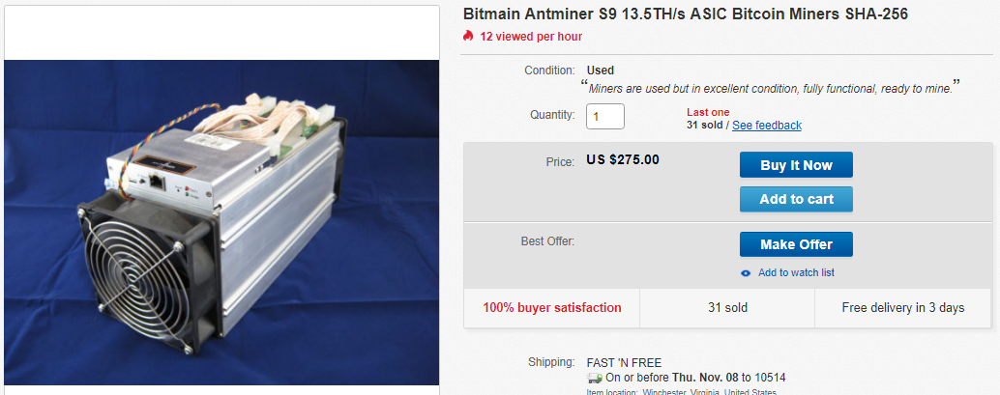 Bitmain Antminer S9 13.5TH/s ASIC Bitcoin Miners SHA-256
12 viewed per hour
Condition: Used
“Miners are used but in excellent condition, fully functional, ready to mine.”
Quantity: 1 Last one
31 sold / See feedback
Price: US $275.00 Buy It Now
Add to cart
Best Offer: Make Offer
Add to watch list
100% buyer satisfaction 31 sold Free delivery in 3 days
Shipping: FAST 'N FREE
On or before Thu. Nov. 08 to 10514
Item location: Winchester, Virginia, United States